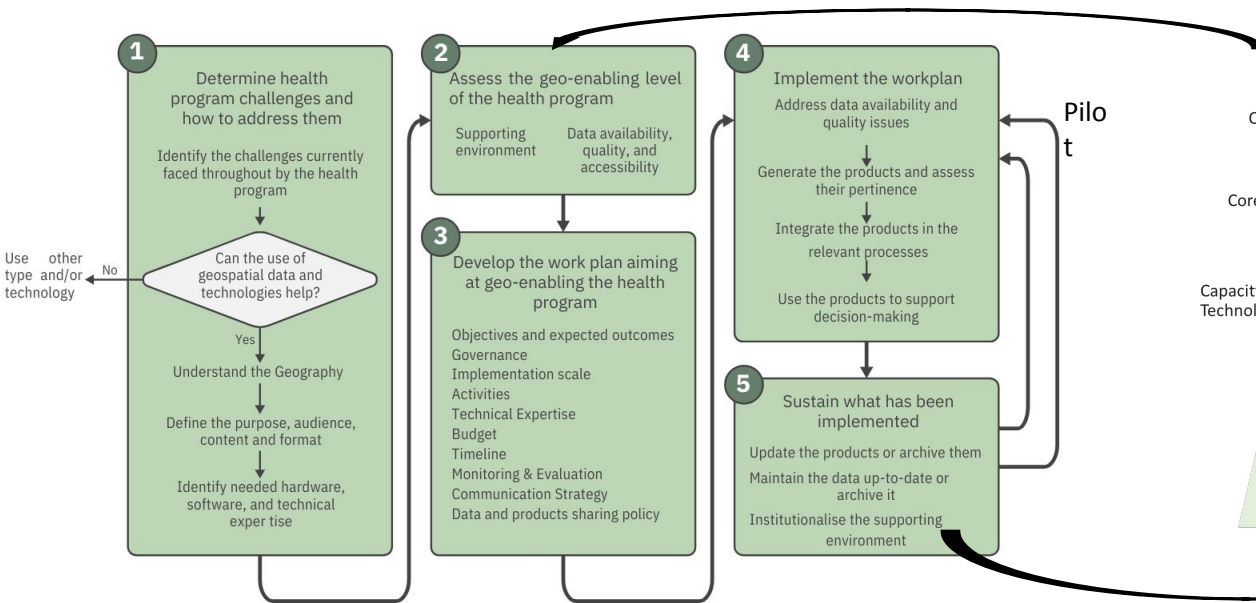 1
Determine health
program challenges and
how to address them
Identify the challenges currently
faced throughout by the health
program
Can the use of
geospatial data and
technologies help?
No
Use other
type and/or
technology
Yes
Understand the Geography
Define the purpose, audience,
content and format
Identify needed hardware,
software, and technical
exper tise
2
Assess the geo-enabling level
of the health program
Supporting
environment
Data availability,
quality, and
accessibility
3
Develop the work plan aiming
at geo-enabling the health
program
Objectives and expected outcomes
Governance
Implementation scale
Activities
Technical Expertise
Budget
Timeline
Monitoring & Evaluation
Communication Strategy
Data and products sharing policy
4
Implement the workplan
Address data availability and
quality issues
Generate the products and assess
their pertinence
Integrate the products in the
relevant processes
Use the products to support
decision-making
5
Sustain what has been
implemented
Update the products or archive them
Maintain the data up-to-date or
archive it
Institutionalise the supporting
environment
Pilo
t
Core